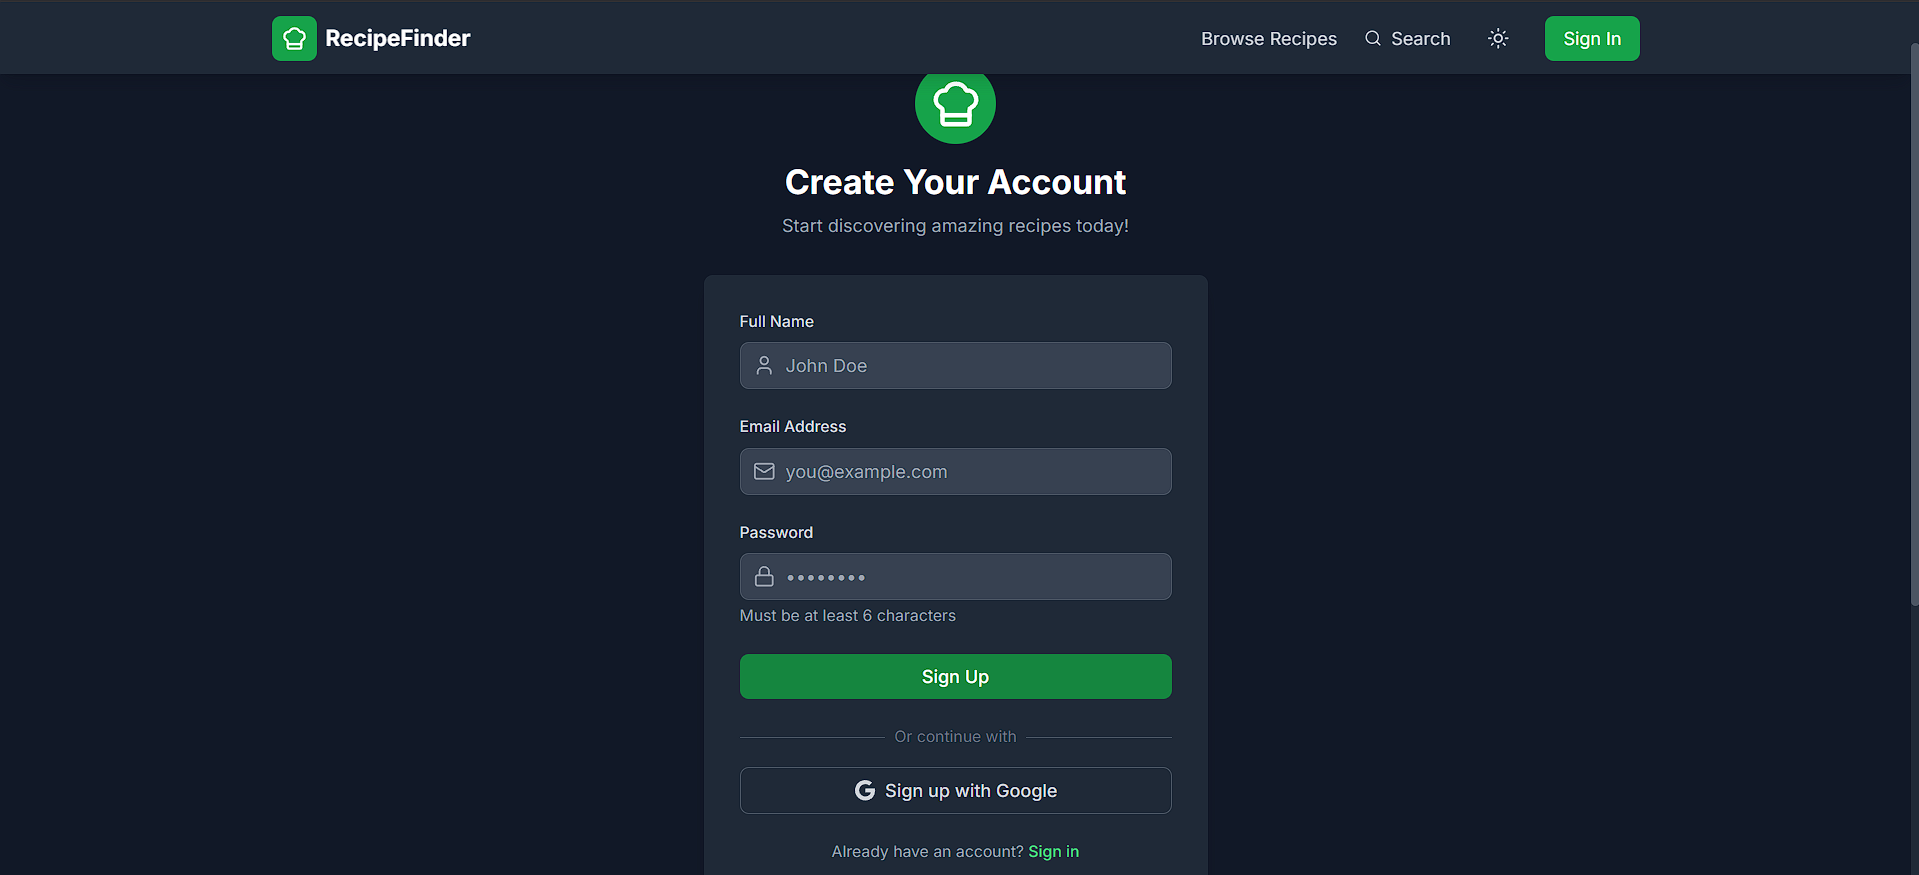 RecipeFinder
Browse Recipes
Search
Sign In
Create Your Account
Start discovering amazing recipes today!
Full Name
John Doe
Email Address
you@example.com
Password
••••••••
Must be at least 6 characters
Sign Up
Or continue with
G Sign up with Google
Already have an account? Sign in